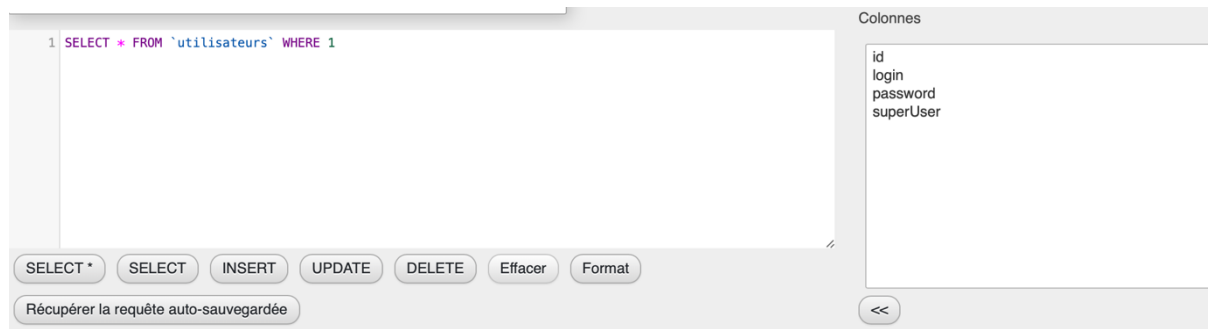 1 SELECT * FROM `utilisateurs` WHERE 1
Colonnes
id
login
password
superUser
SELECT * SELECT INSERT UPDATE DELETE Effacer Format
Récupérer la requête auto-sauvegardée
<<